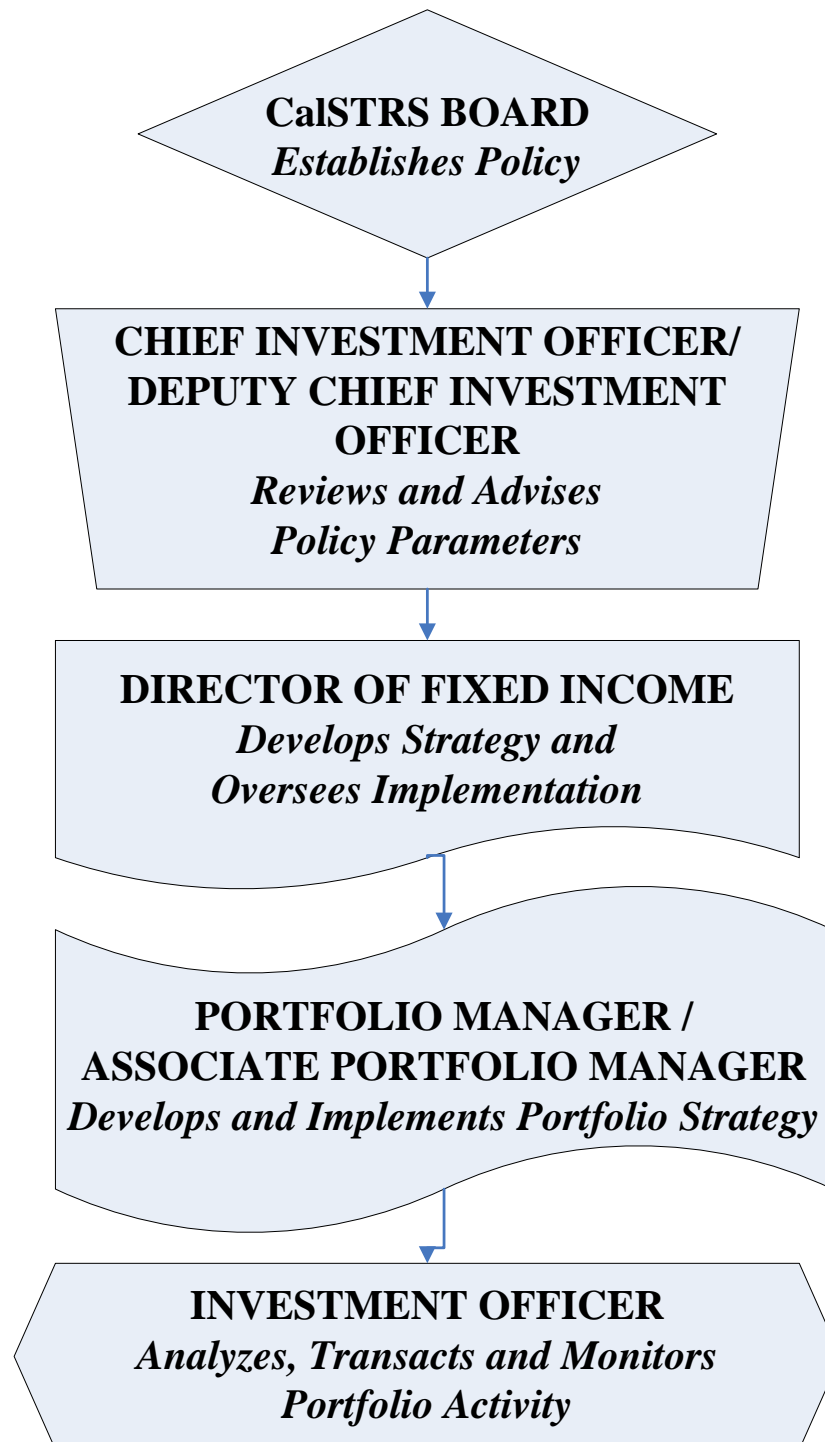 CalSTRS BOARD
Establishes Policy
CHIEF INVESTMENT OFFICER/
DEPUTY CHIEF INVESTMENT
OFFICER
Reviews and Advises
Policy Parameters
DIRECTOR OF FIXED INCOME
Develops Strategy and
Oversees Implementation
PORTFOLIO MANAGER /
ASSOCIATE PORTFOLIO MANAGER
Develops and Implements Portfolio Strategy
INVESTMENT OFFICER
Analyzes, Transacts and Monitors
Portfolio Activity